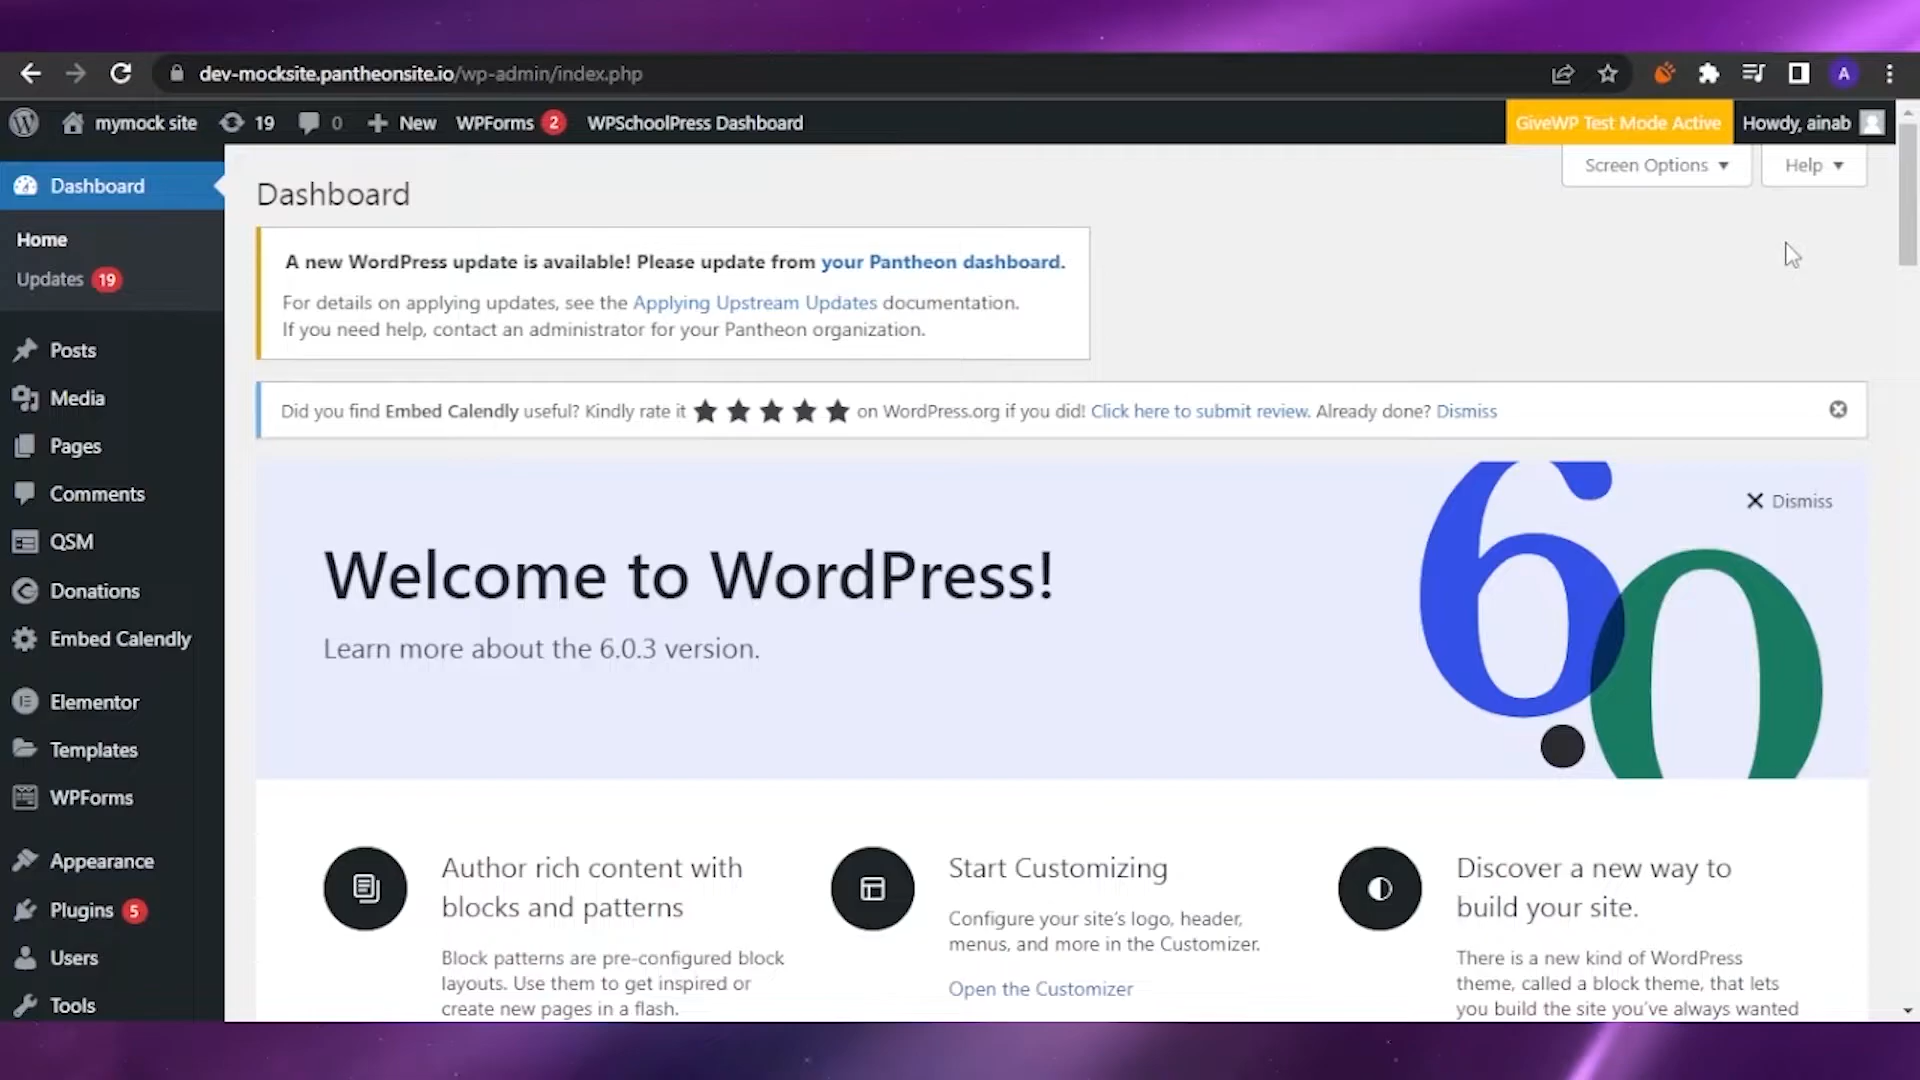 dev-mocksite.pantheonsite.io/wp-admin/index.php
A
mymock site 19 0 New WPForms 2 WPSchoolPress Dashboard GiveWP Test Mode Active Howdy, ainab
Screen Options Help
Dashboard
Home
Updates 19
Posts
Media
Pages
Comments
QSM
Donations
Embed Calendly
Elementor
Templates
WPForms
Appearance
Plugins 5
Users
Tools
Dashboard
A new WordPress update is available! Please update from your Pantheon dashboard.
For details on applying updates, see the Applying Upstream Updates documentation.
If you need help, contact an administrator for your Pantheon organization.
Did you find Embed Calendly useful? Kindly rate it ★ ★ ★ ★ ★ on WordPress.org if you did! Click here to submit review. Already done? Dismiss
Dismiss
6.0
Welcome to WordPress!
Learn more about the 6.0.3 version.
Author rich content with
blocks and patterns
Block patterns are pre-configured block
layouts. Use them to get inspired or
create new pages in a flash.
Start Customizing
Configure your site's logo, header,
menus, and more in the Customizer.
Open the Customizer
Discover a new way to
build your site.
There is a new kind of WordPress
theme, called a block theme, that lets
you build the site you've always wanted